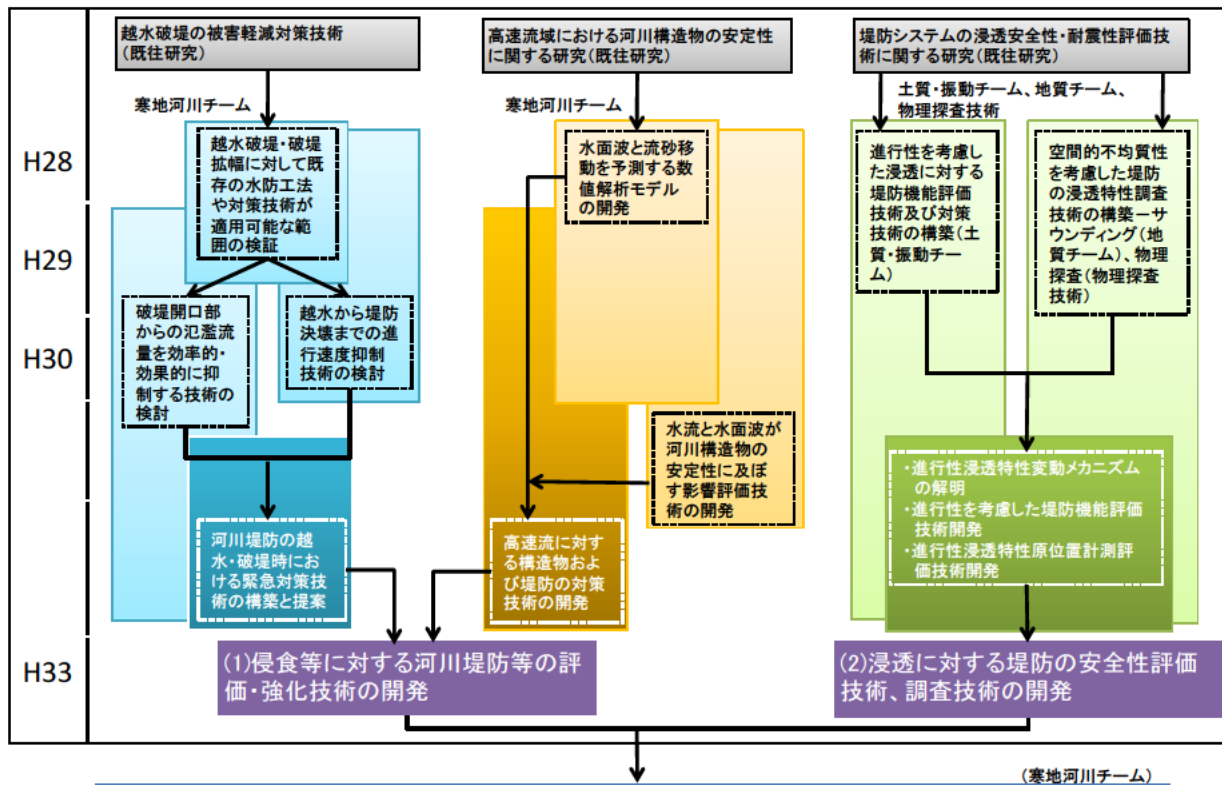 越水破堤の被害軽減対策技術
(既往研究)
高速流域における河川構造物の安定性
に関する研究(既往研究)
堤防システムの浸透安全性・耐震性評価技
術に関する研究(既往研究)
寒地河川チーム
寒地河川チーム
土質・振動チーム、地質チーム、
物理探査技術
H28
越水破堤・破堤
拡幅に対して既
存の水防工法
や対策技術が
適用可能な範
囲の検証
水面波と流砂移
動を予測する数
値解析モデル
の開発
進行性を考慮し
た浸透に対する
堤防機能評価
技術及び対策
技術の構築(土
質・振動チー
ム)
空間的不均質性
を考慮した堤防
の浸透特性調査
技術の構築ーサ
ウンディング(地
質チーム)、物理
探査(物理探査
技術)
H29
破堤開口部
からの氾濫流
量を効率的・
効果的に抑
制する技術の
検討
越水から堤防
決壊までの進
行速度抑制
技術の検討
H30
水流と水面波が
河川構造物の
安定性に及ぼ
す影響評価技
術の開発
・進行性浸透特性変動メカニズム
の解明
・進行性を考慮した堤防機能評価
技術開発
・進行性浸透特性原位置計測評
価技術開発
河川堤防の越
水・破堤時にお
ける緊急対策技
術の構築と提案
高速流に対す
る構造物およ
び堤防の対策
技術の開発
H33
(1)侵食等に対する河川堤防等の評
価・強化技術の開発
(2)浸透に対する堤防の安全性評価
技術、調査技術の開発
(寒地河川チーム)